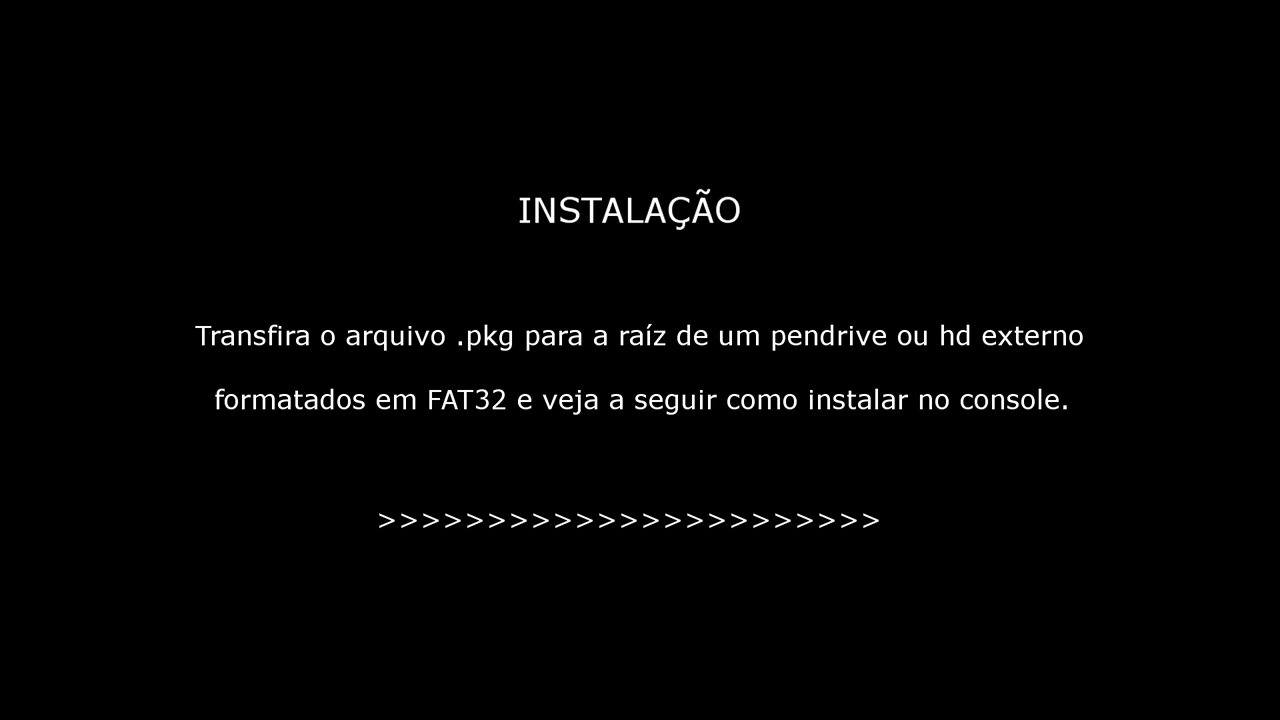 INSTALAÇÃO
Transfira o arquivo .pkg para a raíz de um pendrive ou hd externo
formatados em FAT32 e veja a seguir como instalar no console.
>>>>>>>>>>>>>>>>>>>>>>>